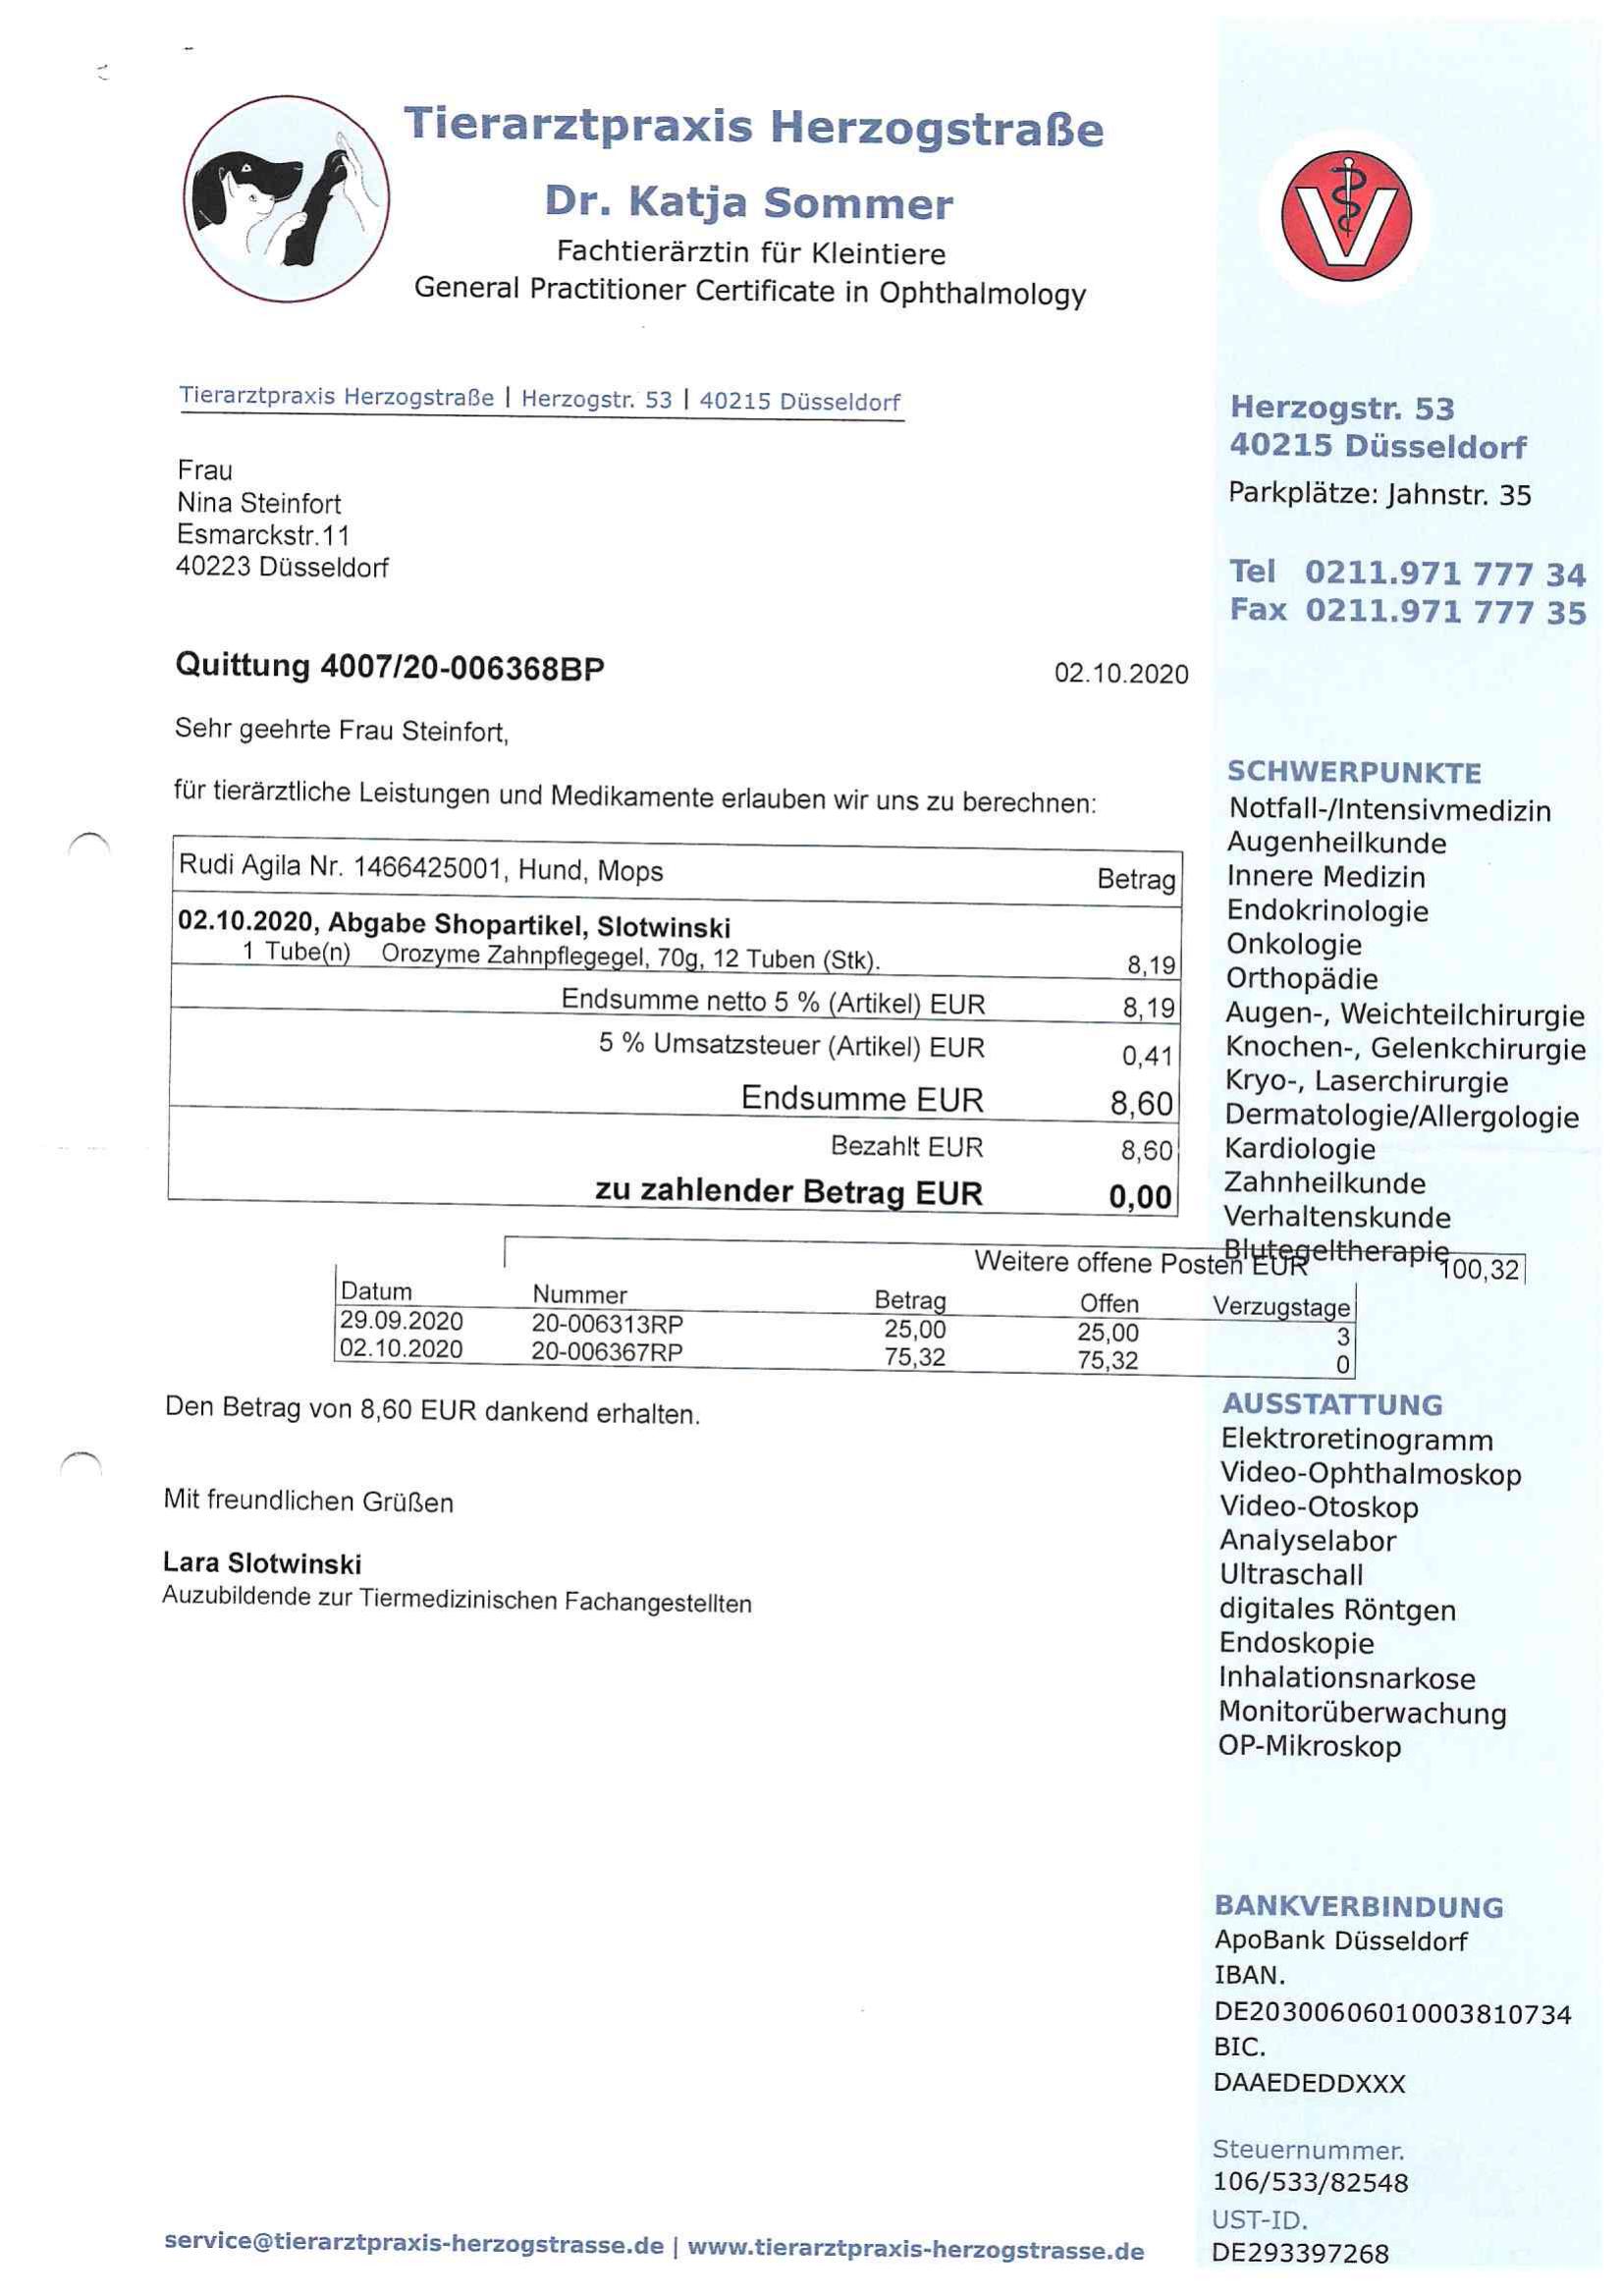 Tierarztpraxis Herzogstraße
Dr. Katja Sommer
Fachtierärztin für Kleintiere
General Practitioner Certificate in Ophthalmology
V
Tierarztpraxis Herzogstraße | Herzogstr. 53 | 40215 Düsseldorf
Herzogstr. 53
40215 Düsseldorf
Parkplätze: Jahnstr. 35
Tel 0211.971 777 34
Fax 0211.971 777 35
Frau
Nina Steinfort
Esmarckstr.11
40223 Düsseldorf
Quittung 4007/20-006368BP 02.10.2020
Sehr geehrte Frau Steinfort,
für tierärztliche Leistungen und Medikamente erlauben wir uns zu berechnen:
Rudi Agila Nr. 1466425001, Hund, Mops Betrag
02.10.2020, Abgabe Shopartikel, Slotwinski
1 Tube(n) Orozyme Zahnpflegegel, 70g, 12 Tuben (Stk). 8,19
Endsumme netto 5 % (Artikel) EUR 8,19
5 % Umsatzsteuer (Artikel) EUR 0,41
Endsumme EUR 8,60
Bezahlt EUR 8,60
zu zahlender Betrag EUR 0,00
Weitere offene Posten EUR 100,32
Datum Nummer Betrag Offen Verzugstage
29.09.2020 20-006313RP 25,00 25,00 3
02.10.2020 20-006367RP 75,32 75,32 0
Den Betrag von 8,60 EUR dankend erhalten.
Mit freundlichen Grüßen
Lara Slotwinski
Auzubildende zur Tiermedizinischen Fachangestellten
SCHWERPUNKTE
Notfall-/Intensivmedizin
Augenheilkunde
Innere Medizin
Endokrinologie
Onkologie
Orthopädie
Augen-, Weichteilchirurgie
Knochen-, Gelenkchirurgie
Kryo-, Laserchirurgie
Dermatologie/Allergologie
Kardiologie
Zahnheilkunde
Verhaltenskunde
Blutegeltherapie
AUSSTATTUNG
Elektroretinogramm
Video-Ophthalmoskop
Video-Otoskop
Analyselabor
Ultraschall
digitales Röntgen
Endoskopie
Inhalationsnarkose
Monitorüberwachung
OP-Mikroskop
BANKVERBINDUNG
ApoBank Düsseldorf
IBAN.
DE20300606010003810734
BIC.
DAAEDEDDXXX
Steuernummer.
106/533/82548
UST-ID.
DE293397268
service@tierarztpraxis-herzogstrasse.de | www.tierarztpraxis-herzogstrasse.de